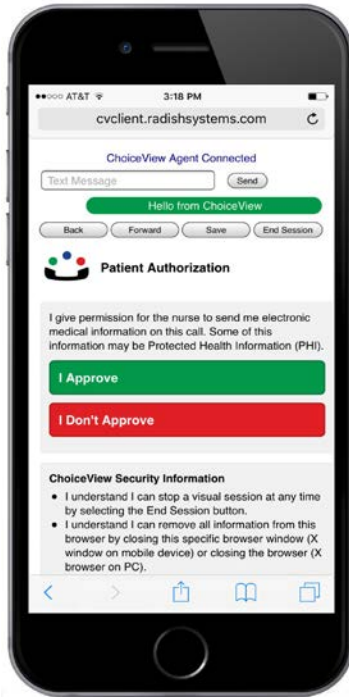 ●●○○○ AT&T 3:18 PM
cvclient.radishsystems.com
ChoiceView Agent Connected
Text Message Send
Hello from ChoiceView
Back Forward Save End Session
Patient Authorization
I give permission for the nurse to send me electronic
medical information on this call. Some of this
information may be Protected Health Information (PHI).
I Approve
I Don't Approve
ChoiceView Security Information
• I understand I can stop a visual session at any time
by selecting the End Session button.
• I understand I can remove all information from this
browser by closing this specific browser window (X
window on mobile device) or closing the browser (X
browser on PC).